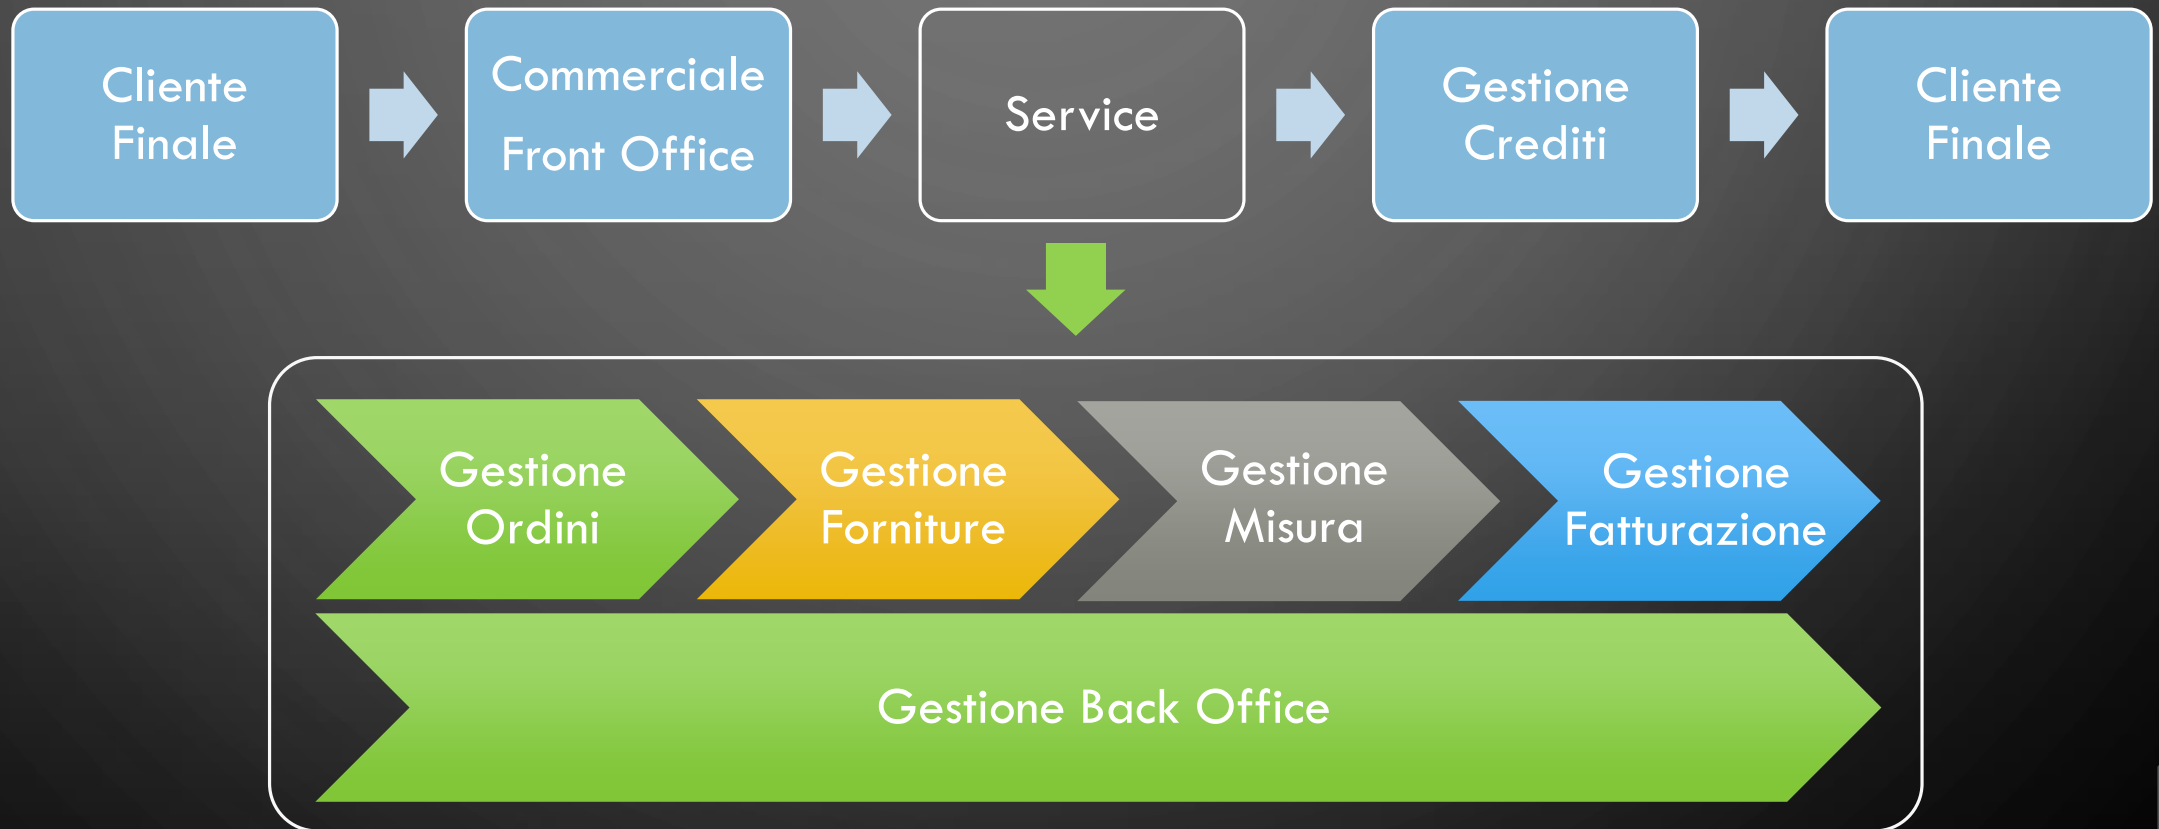 Cliente
Finale
Commerciale
Front Office
Service
Gestione
Crediti
Cliente
Finale
Gestione
Ordini
Gestione
Forniture
Gestione
Misura
Gestione
Fatturazione
Gestione Back Office